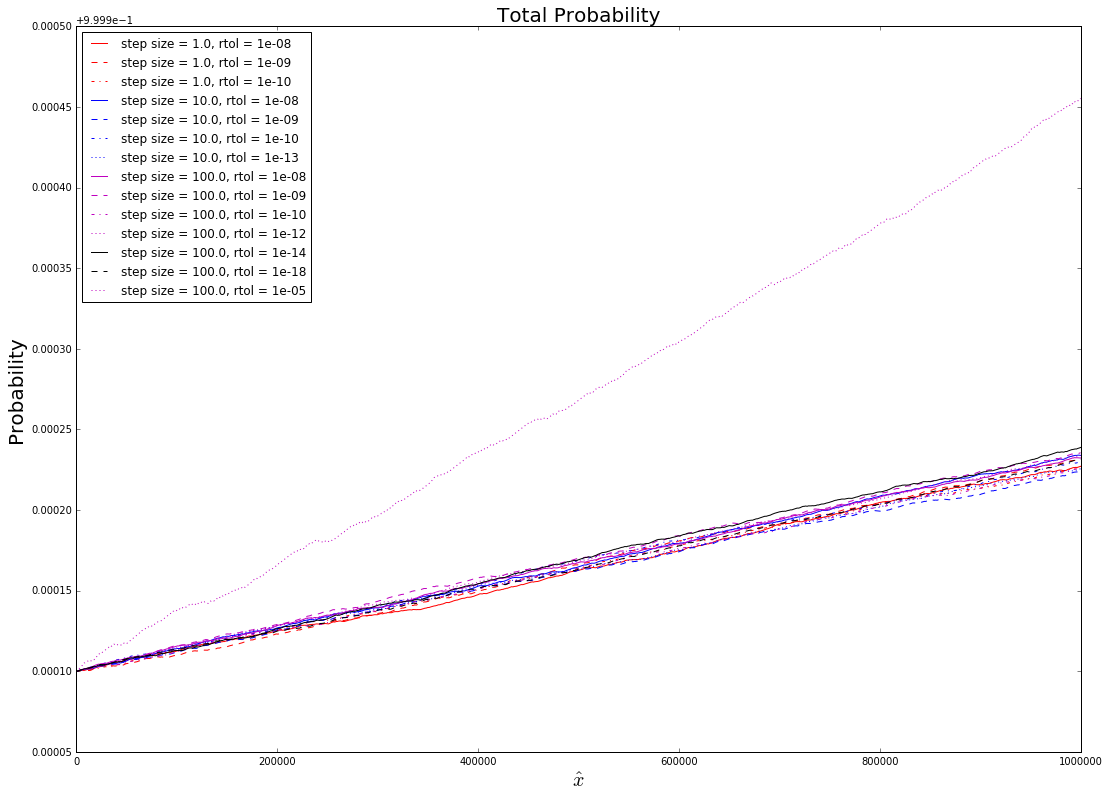 Total Probability
+9.999e−1
0.00050
0.00045
0.00040
0.00035
0.00030
0.00025
0.00020
0.00015
0.00010
0.00005
Probability
step size = 1.0, rtol = 1e-08
step size = 1.0, rtol = 1e-09
step size = 1.0, rtol = 1e-10
step size = 10.0, rtol = 1e-08
step size = 10.0, rtol = 1e-09
step size = 10.0, rtol = 1e-10
step size = 10.0, rtol = 1e-13
step size = 100.0, rtol = 1e-08
step size = 100.0, rtol = 1e-09
step size = 100.0, rtol = 1e-10
step size = 100.0, rtol = 1e-12
step size = 100.0, rtol = 1e-14
step size = 100.0, rtol = 1e-18
step size = 100.0, rtol = 1e-05
0 200000 400000 600000 800000 1000000
x̂